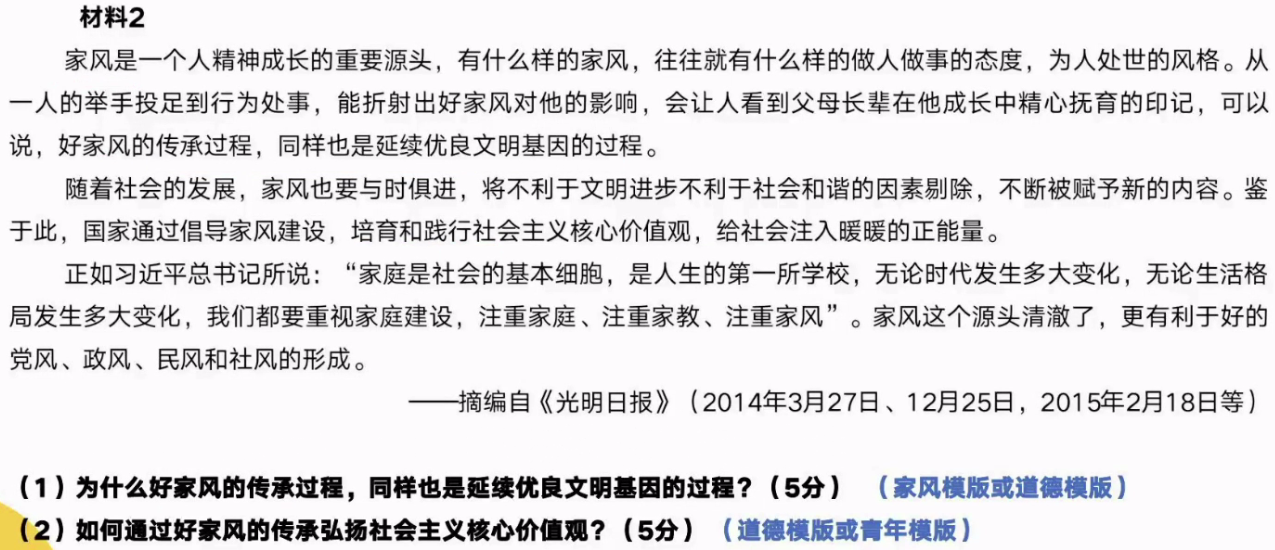 材料2
家风是一个人精神成长的重要源头，有什么样的家风，往往就有什么样的做人做事的态度，为人处世的风格。从
一人的举手投足到行为处事，能折射出好家风对他的影响，会让人看到父母长辈在他成长中精心抚育的印记，可以
说，好家风的传承过程，同样也是延续优良文明基因的过程。
随着社会的发展，家风也要与时俱进，将不利于文明进步不利于社会和谐的因素剔除，不断被赋予新的内容。鉴
于此，国家通过倡导家风建设，培育和践行社会主义核心价值观，给社会注入暖暖的正能量。
正如习近平总书记所说：“家庭是社会的基本细胞，是人生的第一所学校，无论时代发生多大变化，无论生活格
局发生多大变化，我们都要重视家庭建设，注重家庭、注重家教、注重家风”。家风这个源头清澈了，更有利于好的
党风、政风、民风和社风的形成。
——摘编自《光明日报》（2014年3月27日、12月25日，2015年2月18日等）
（1）为什么好家风的传承过程，同样也是延续优良文明基因的过程？（5分）（家风模版或道德模版）
（2）如何通过好家风的传承弘扬社会主义核心价值观？（5分）（道德模版或青年模版）